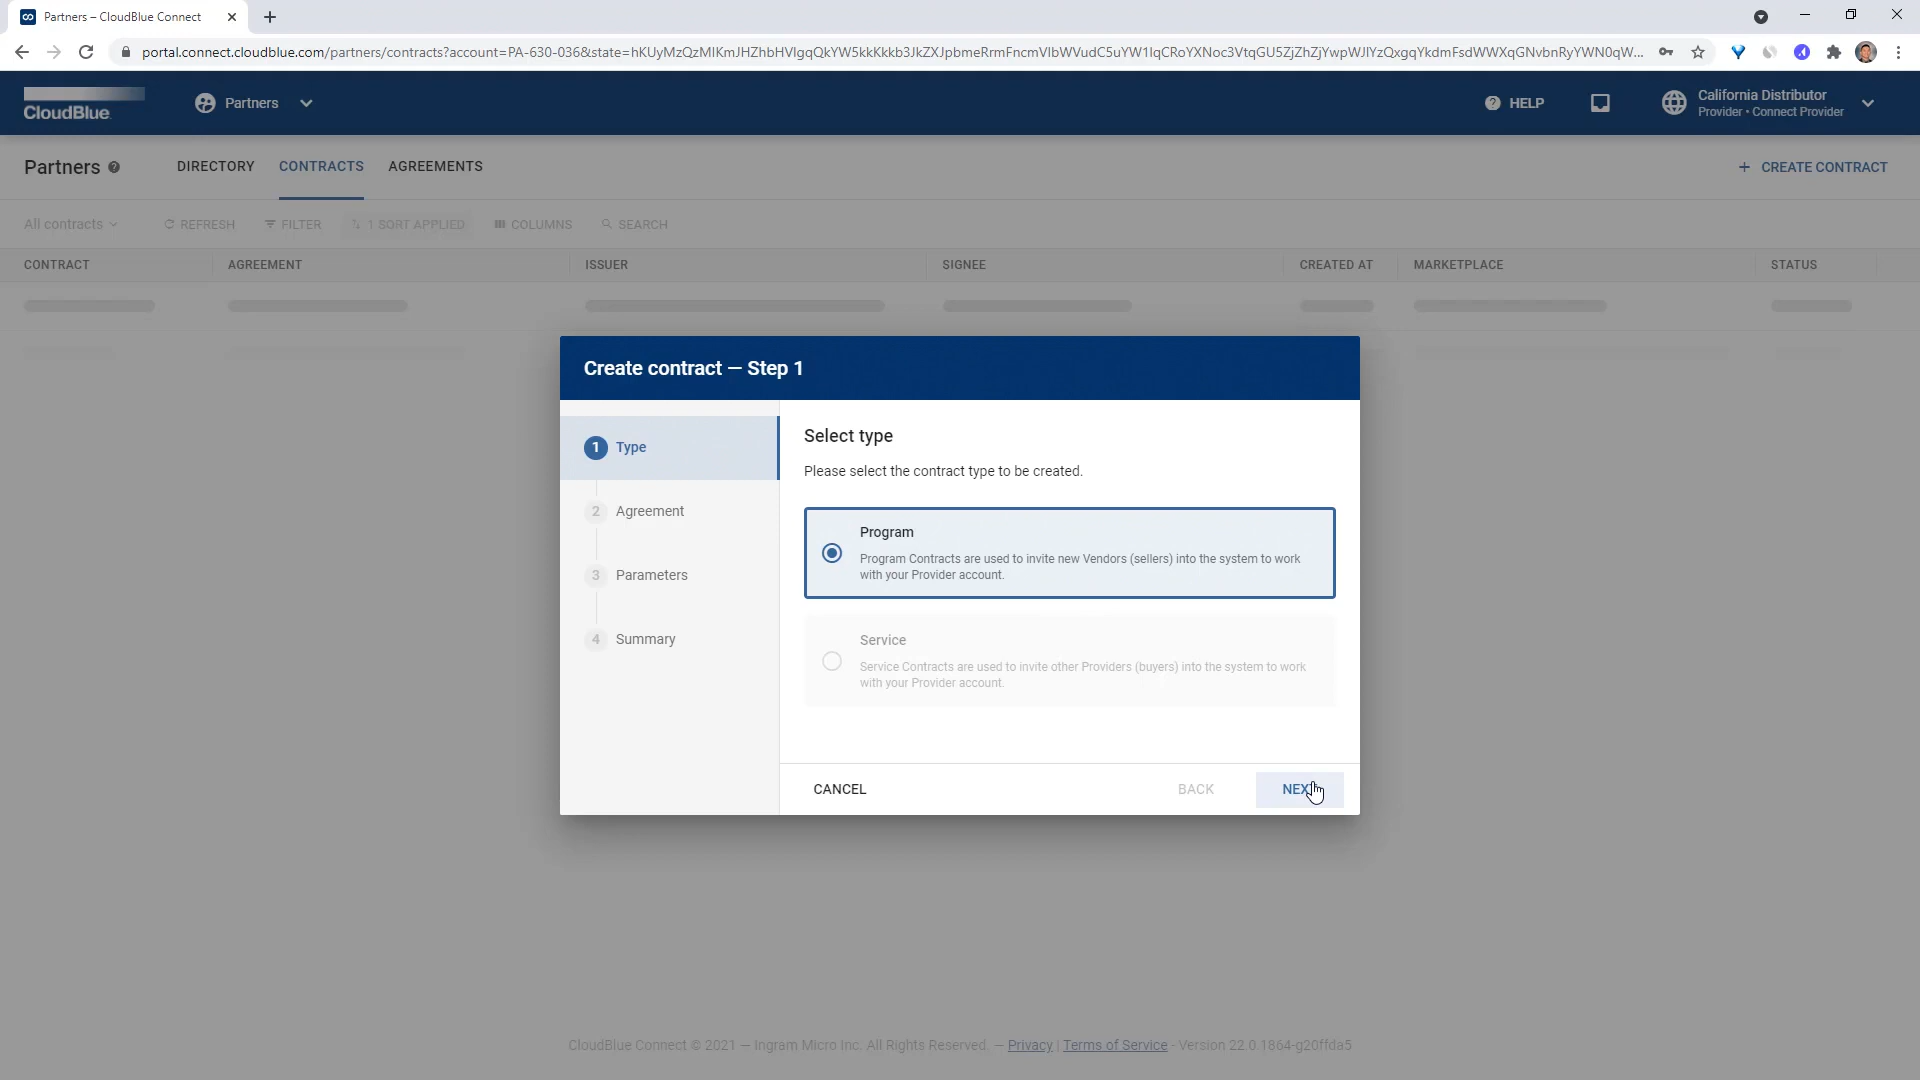 Partners – CloudBlue Connect
portal.connect.cloudblue.com/partners/contracts?account=PA-630-036&state=
CloudBlue
Partners
HELP
California Distributor
Provider • Connect Provider
Partners
DIRECTORY
CONTRACTS
AGREEMENTS
+ CREATE CONTRACT
All contracts
REFRESH
FILTER
1 SORT APPLIED
COLUMNS
SEARCH
CONTRACT
AGREEMENT
ISSUER
SIGNEE
CREATED AT
MARKETPLACE
STATUS
Create contract — Step 1
1 Type
2 Agreement
3 Parameters
4 Summary
Select type
Please select the contract type to be created.
Program
Program Contracts are used to invite new Vendors (sellers) into the system to work
with your Provider account.
Service
Service Contracts are used to invite other Providers (buyers) into the system to work
with your Provider account.
CANCEL
BACK
NEXT
CloudBlue Connect © 2021 — Ingram Micro Inc. All Rights Reserved. — Privacy | Terms of Service - Version 22.0.1864-g20ffda5